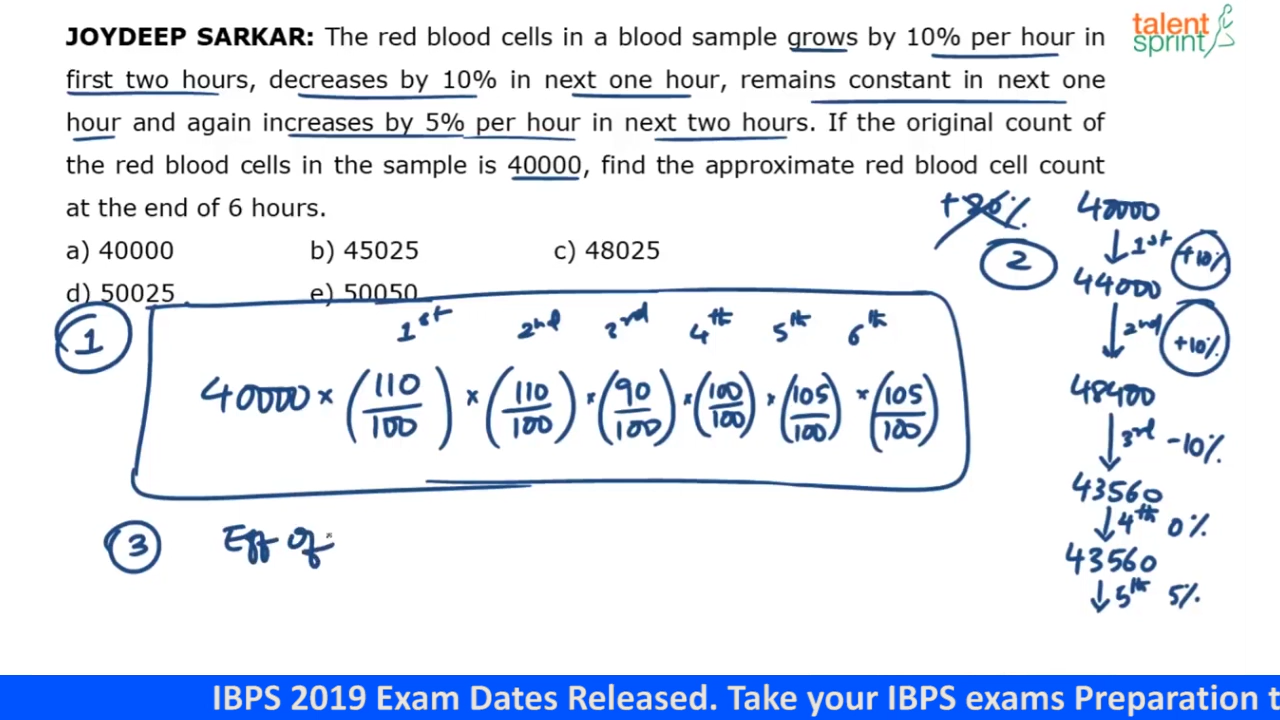 JOYDEEP SARKAR: The red blood cells in a blood sample grows by 10% per hour in
first two hours, decreases by 10% in next one hour, remains constant in next one
hour and again increases by 5% per hour in next two hours. If the original count of
the red blood cells in the sample is 40000, find the approximate red blood cell count
at the end of 6 hours.
a) 40000 b) 45025 c) 48025
d) 50025 e) 50050
talent
sprint
+20%
2
40000
1st +10%
44000
2nd +10%
48400
3rd -10%
43560
4th 0%
43560
5th 5%
1
1st 2nd 3rd 4th 5th 6th
40000 × (110/100) × (110/100) × (90/100) × (100/100) × (105/100) × (105/100)
3 Eff of
IBPS 2019 Exam Dates Released. Take your IBPS exams Preparation t